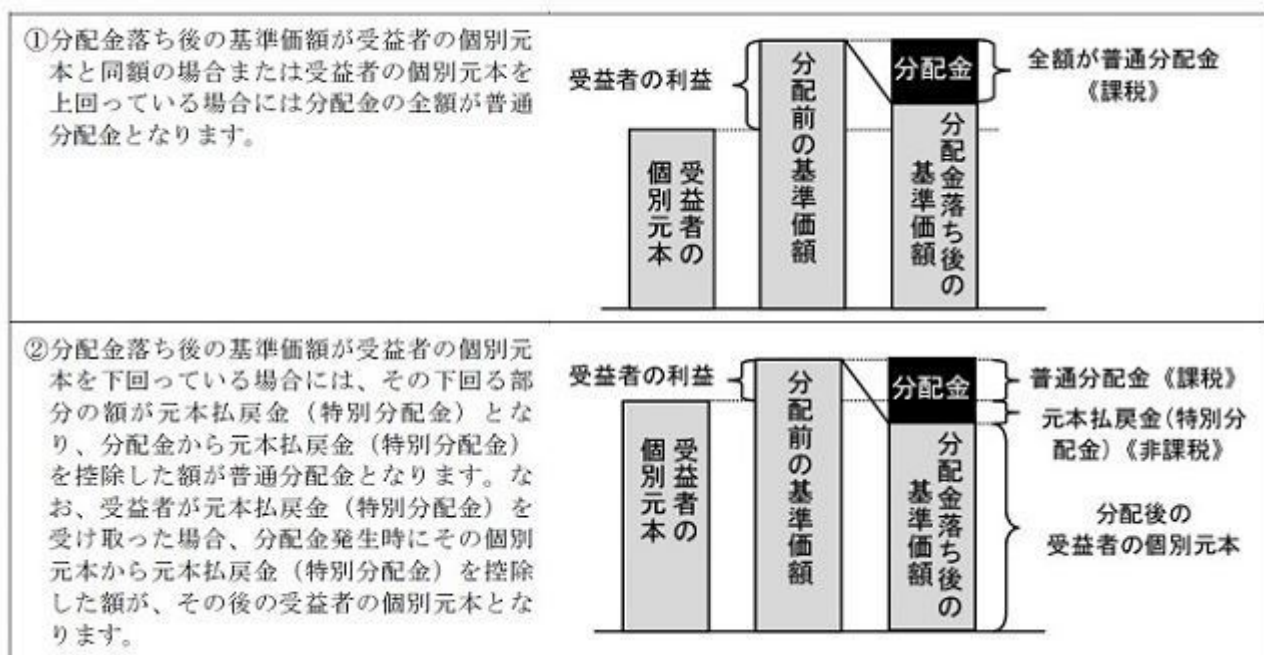 ①分配金落ち後の基準価額が受益者の個別元
本と同額の場合または受益者の個別元本を
上回っている場合には分配金の全額が普通
分配金となります。
受益者の利益
受益者の
個別元本
分配前の基準価額
分配金
分配金落ち後の
基準価額
全額が普通分配金
《課税》
②分配金落ち後の基準価額が受益者の個別元
本を下回っている場合には、その下回る部
分の額が元本払戻金（特別分配金）とな
り、分配金から元本払戻金（特別分配金）
を控除した額が普通分配金となります。な
お、受益者が元本払戻金（特別分配金）を
受け取った場合、分配金発生時にその個別
元本から元本払戻金（特別分配金）を控除
した額が、その後の受益者の個別元本とな
ります。
受益者の利益
受益者の
個別元本
分配前の基準価額
分配金
分配金落ち後の
基準価額
普通分配金《課税》
元本払戻金（特別分
配金）《非課税》
分配後の
受益者の個別元本